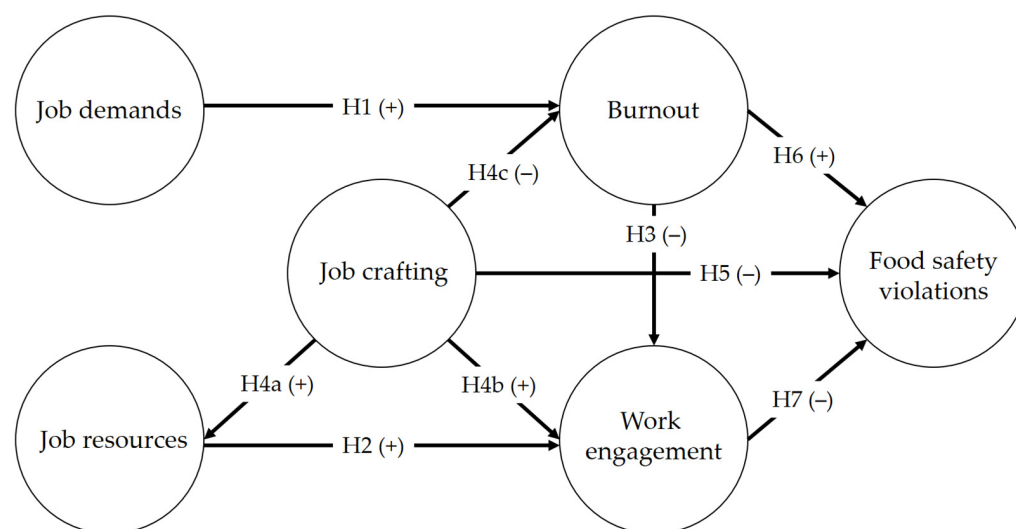 Job demands
H1 (+)
Burnout
H6 (+)
H4c (–)
H3 (–)
Job crafting
H5 (–)
Food safety
violations
H4a (+)
H4b (+)
H7 (–)
Job resources
H2 (+)
Work
engagement